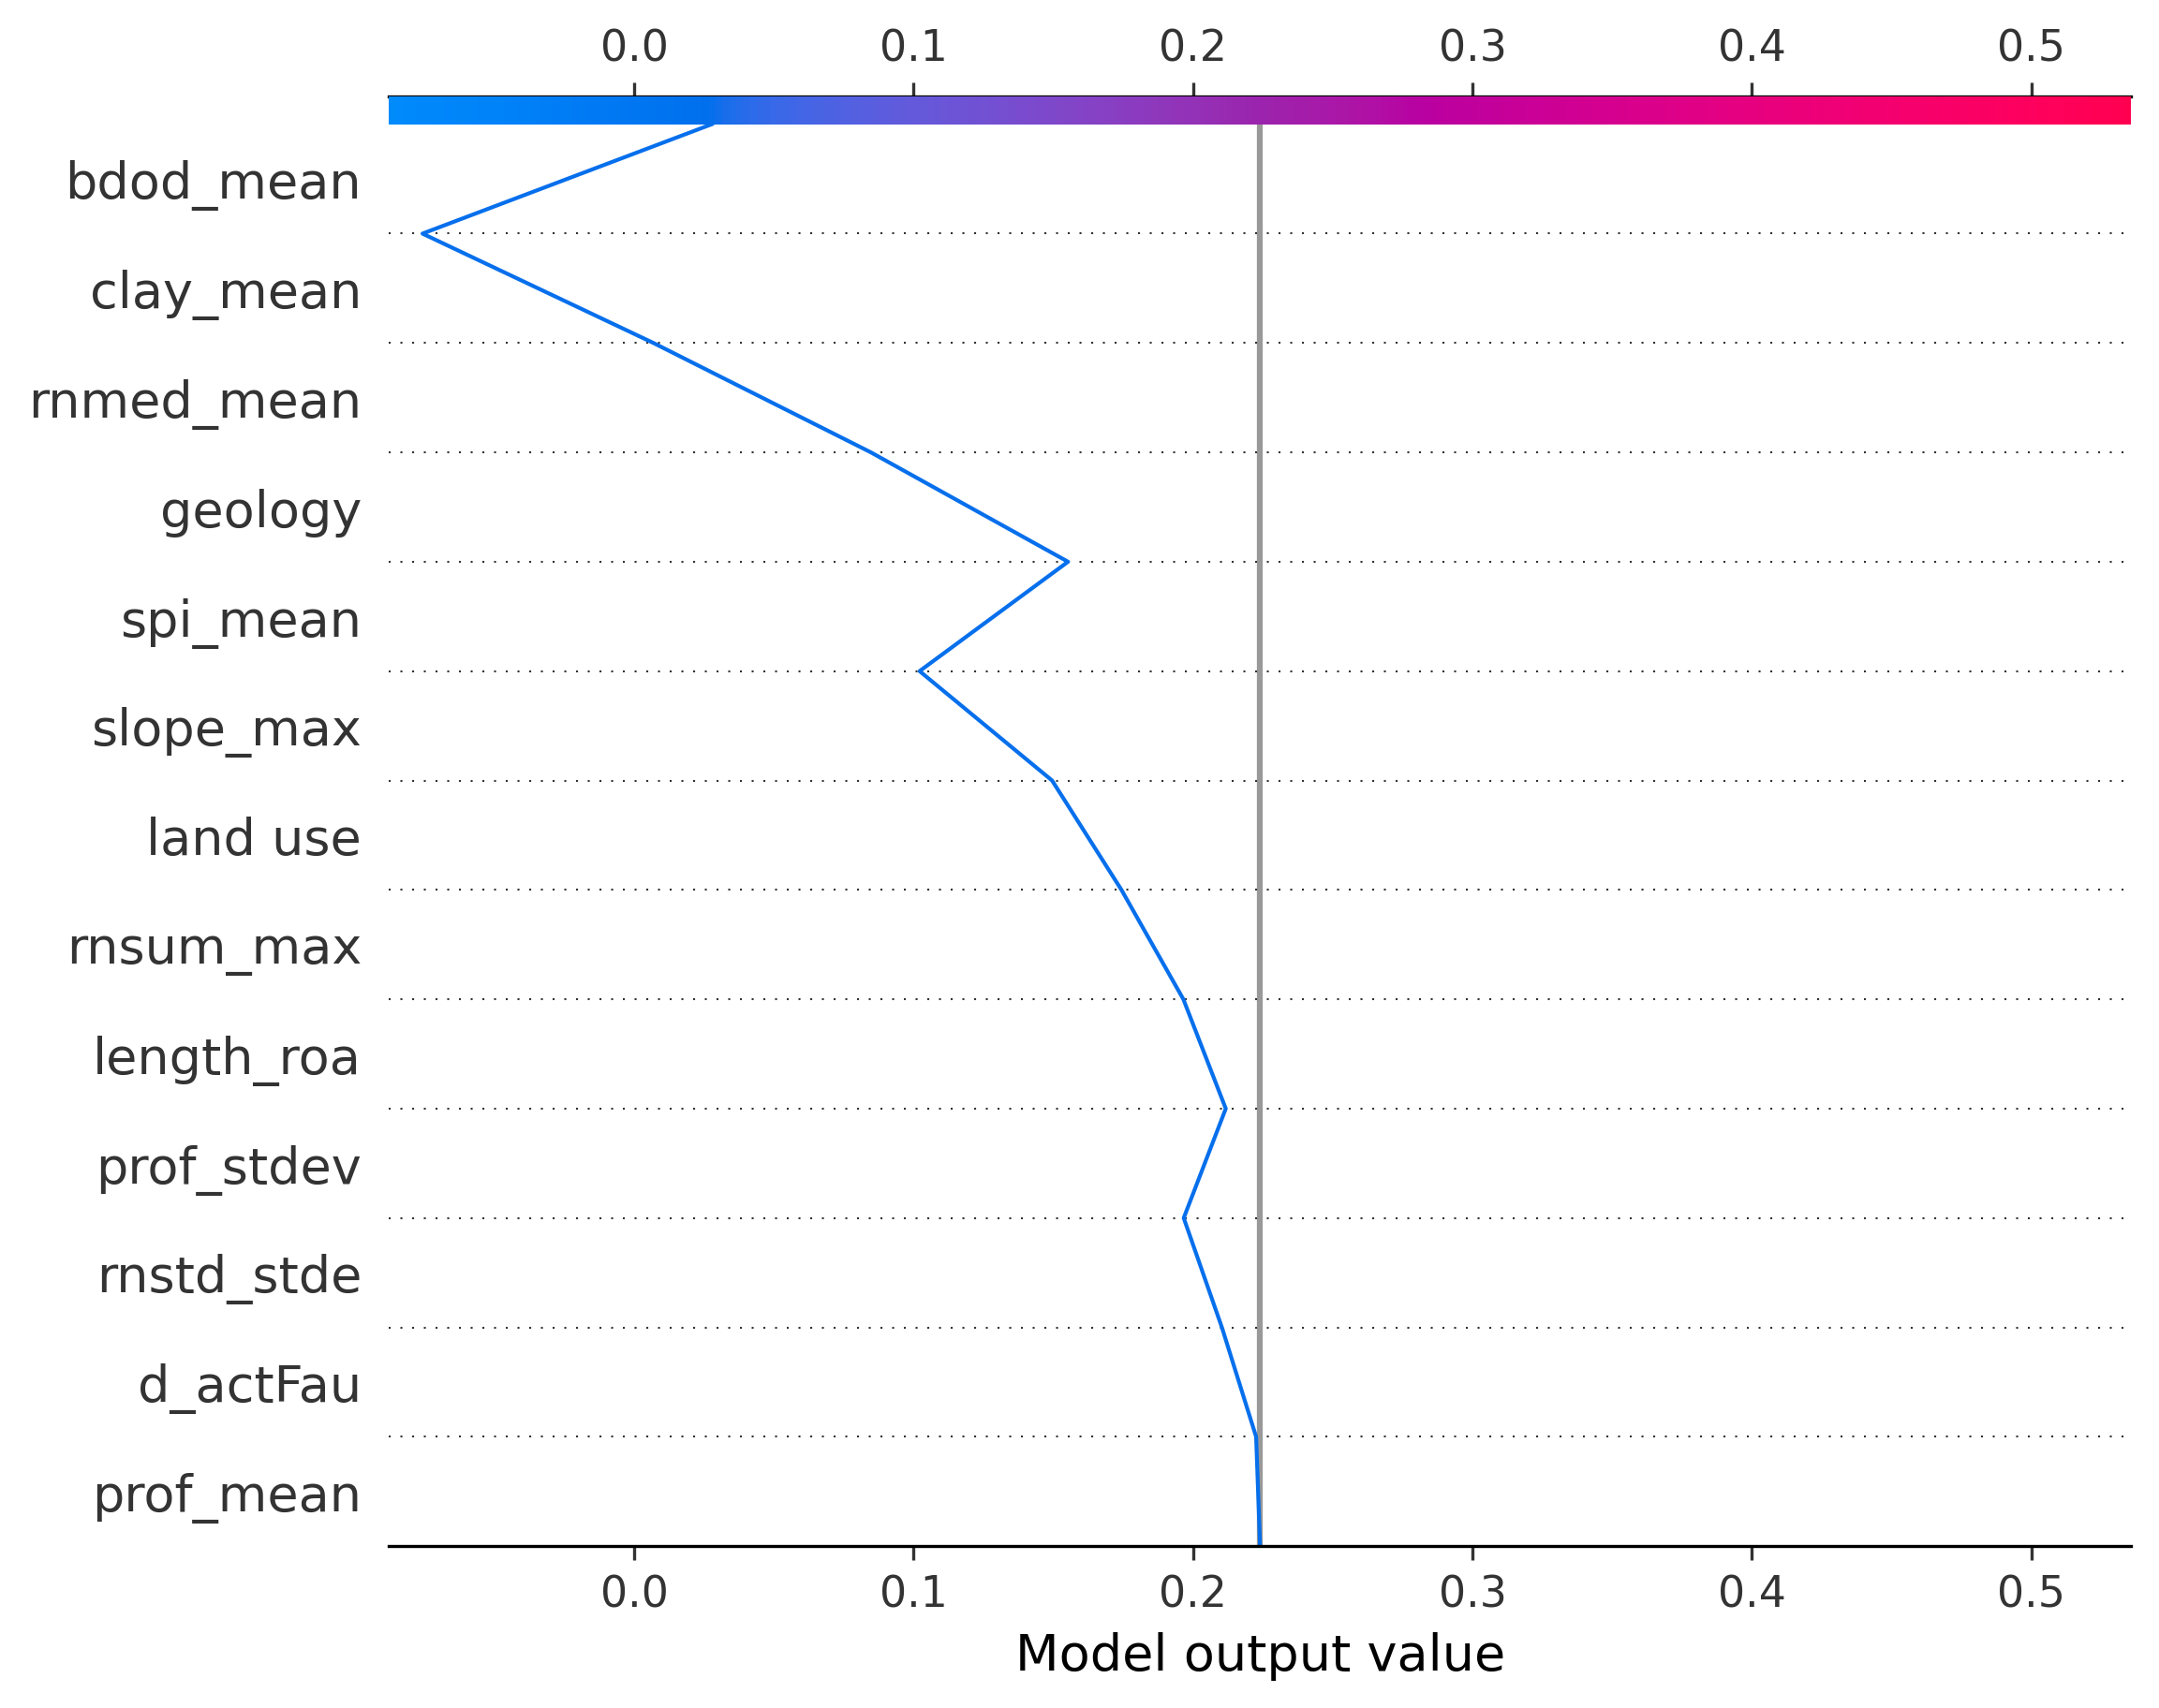 0.0 0.1 0.2 0.3 0.4 0.5
bdod_mean
clay_mean
rnmed_mean
geology
spi_mean
slope_max
land use
rnsum_max
length_roa
prof_stdev
rnstd_stde
d_actFau
prof_mean
0.0 0.1 0.2 0.3 0.4 0.5
Model output value